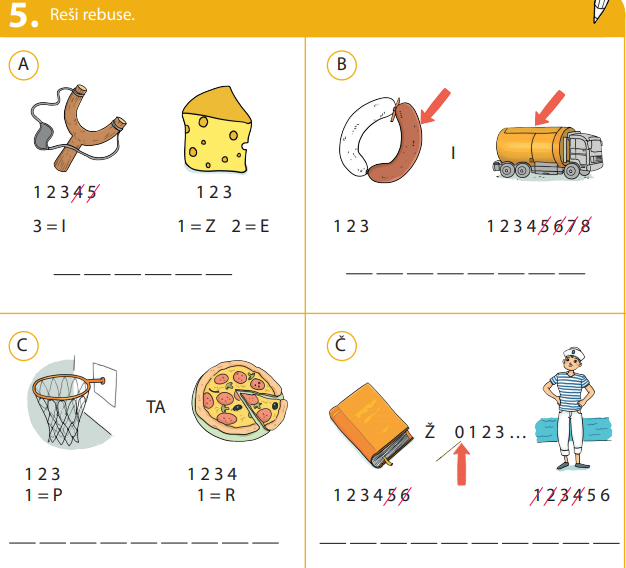 5. Reši rebuse.
A
1 2 3 4 5
3 = I
1 2 3
1 = Z 2 = E
B
I
1 2 3
1 2 3 4 5 6 7 8
C
TA
1 2 3
1 = P
1 2 3 4
1 = R
Č
Ž
0 1 2 3 ...
1 2 3 4 5 6
1 2 3 4 5 6